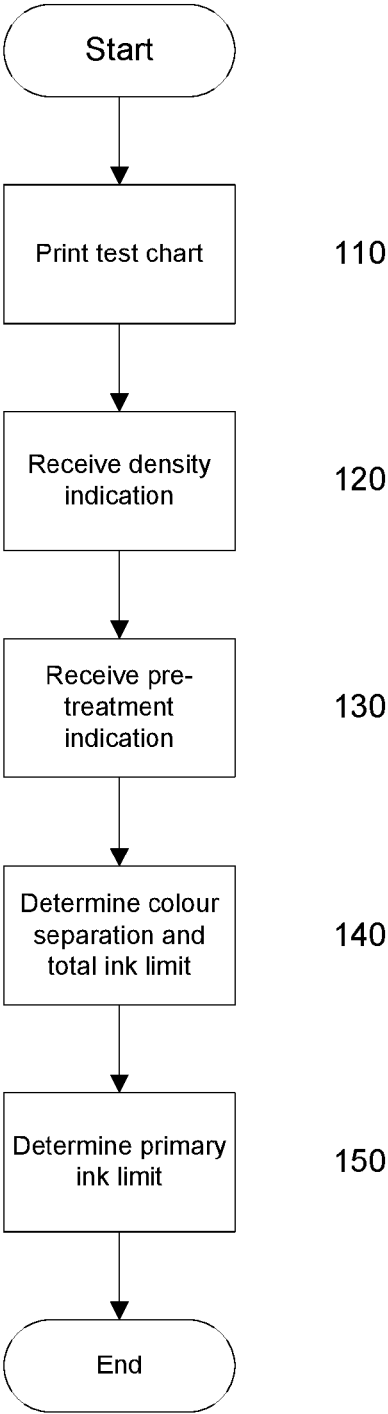 Start
Print test chart
110
Receive density
indication
120
Receive pre-
treatment
indication
130
Determine colour
separation and
total ink limit
140
Determine primary
ink limit
150
End